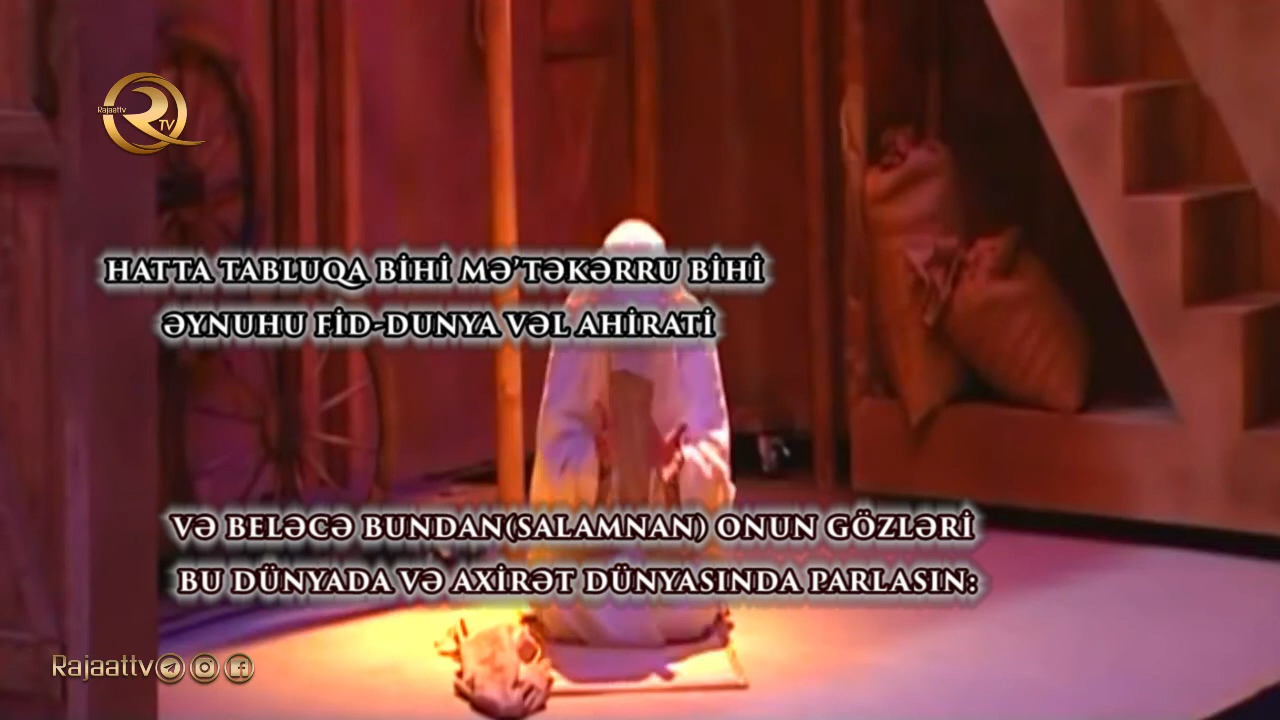 Rajaattv
TV
HATTA TABLUQA BİHİ MƏ'TƏKƏRRU BİHİ
ƏYNUHU FİD-DUNYA VƏL AHİRATİ
VƏ BELƏCƏ BUNDAN(SALAMNAN) ONUN GÖZLƏRİ
BU DÜNYADA VƏ AXİRƏT DÜNYASINDA PARLASIN:
Rajaattv